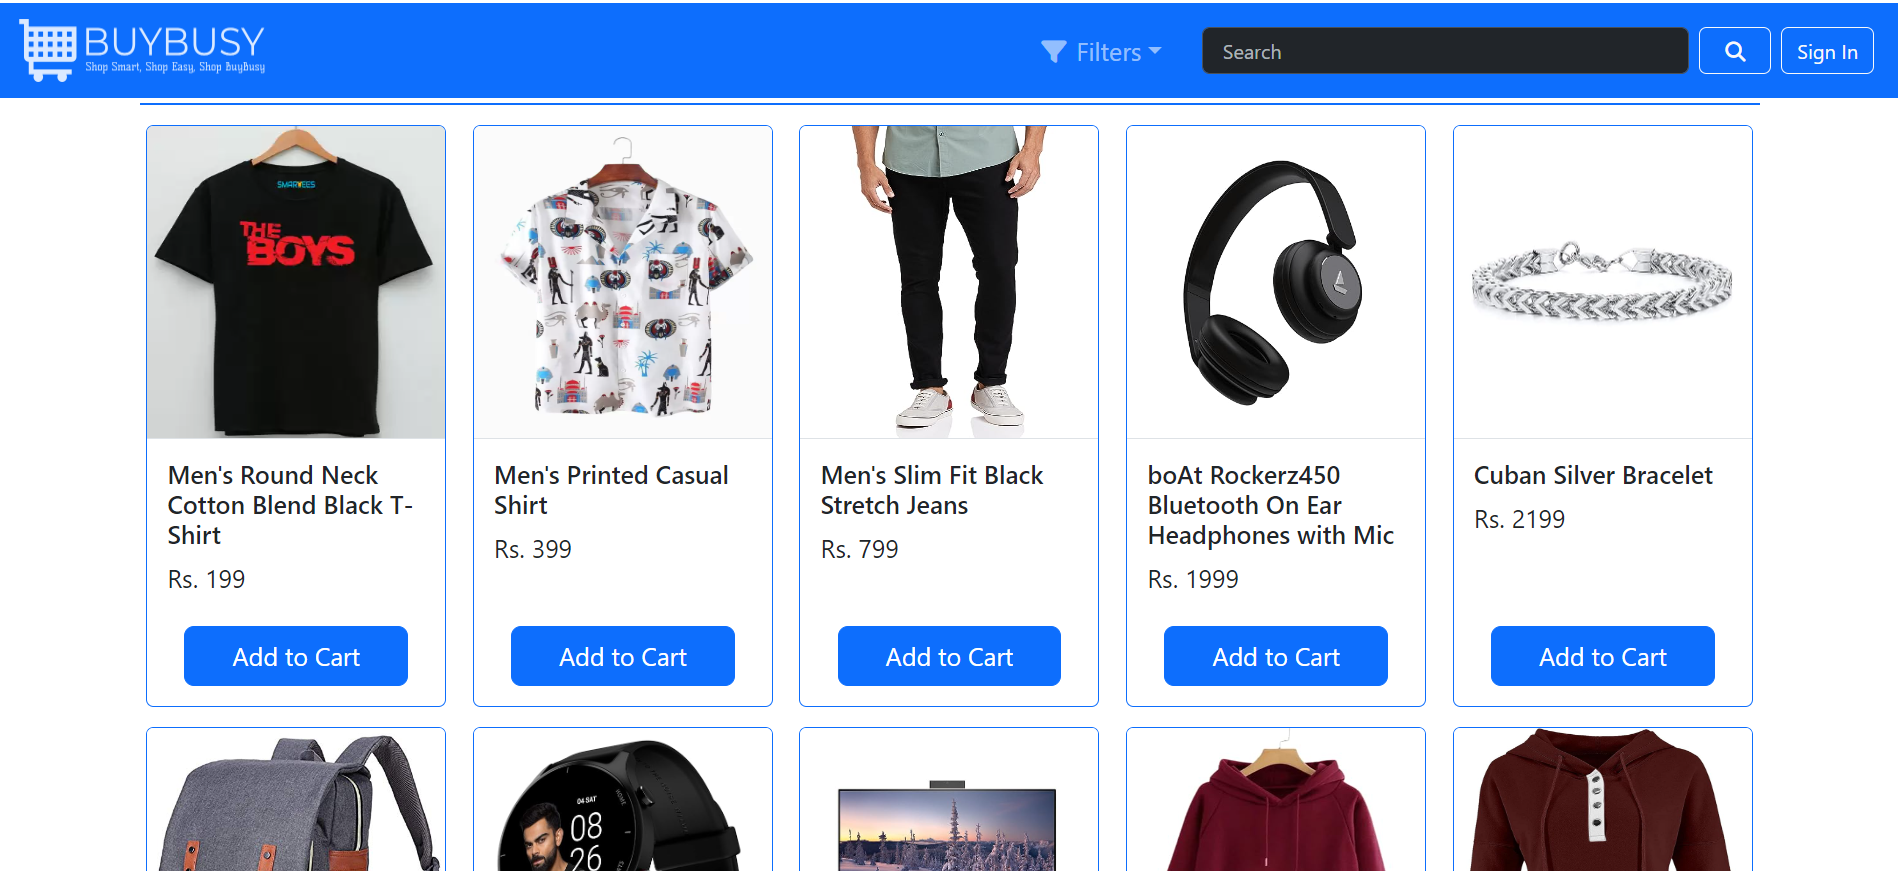 BUYBUSY
Shop Smart, Shop Easy, Shop BuyBusy
Filters
Search
Sign In
SMARTEES
THE
BOYS
Men's Round Neck
Cotton Blend Black T-
Shirt
Rs. 199
Add to Cart
Men's Printed Casual
Shirt
Rs. 399
Add to Cart
Men's Slim Fit Black
Stretch Jeans
Rs. 799
Add to Cart
boAt Rockerz450
Bluetooth On Ear
Headphones with Mic
Rs. 1999
Add to Cart
Cuban Silver Bracelet
Rs. 2199
Add to Cart
04 SAT
08
26